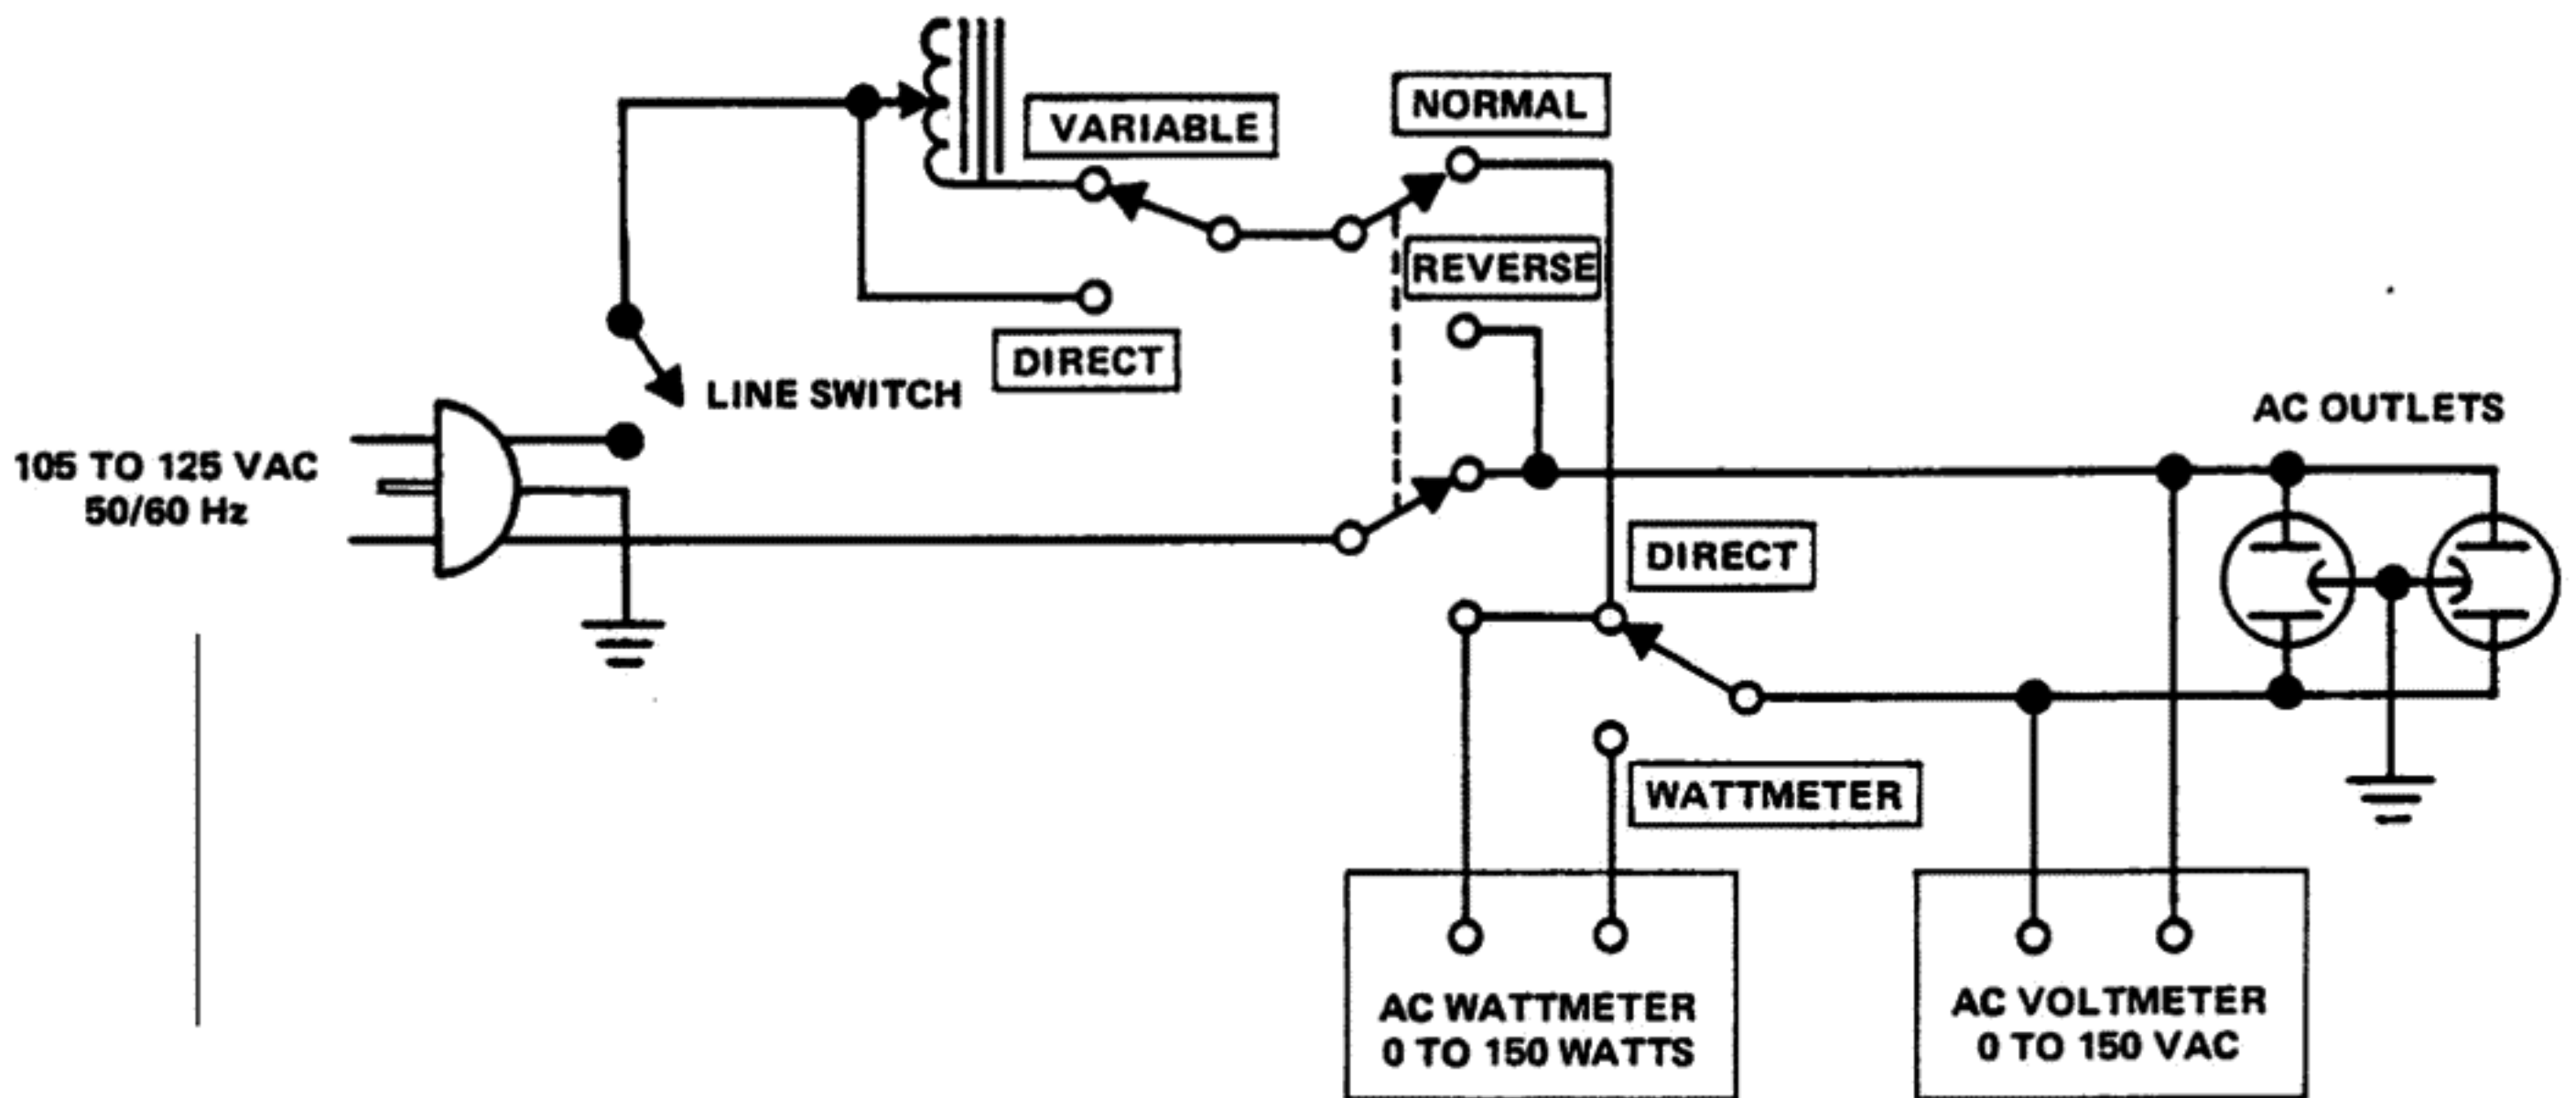 NORMAL
VARIABLE
REVERSE
DIRECT
LINE SWITCH
AC OUTLETS
105 TO 125 VAC
50/60 Hz
DIRECT
WATTMETER
AC WATTMETER
0 TO 150 WATTS
AC VOLTMETER
0 TO 150 VAC